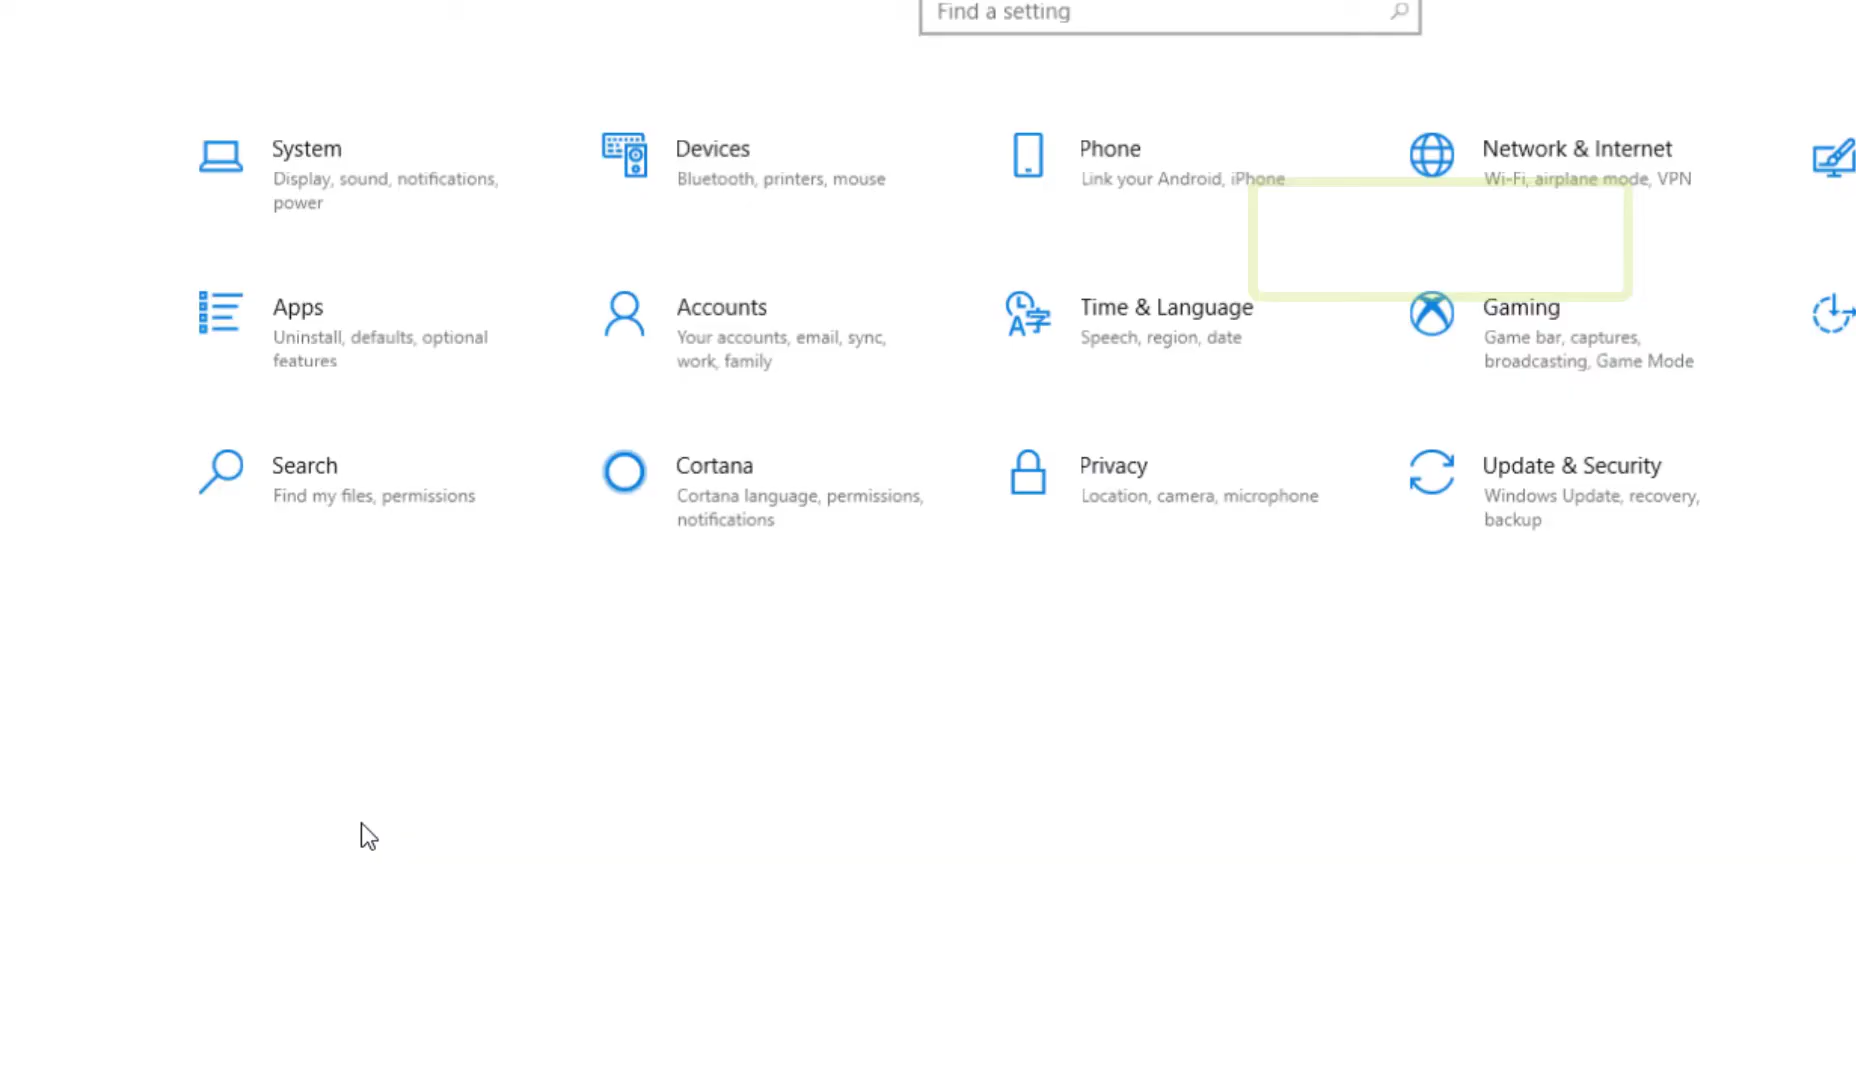 Find a setting
System
Display, sound, notifications,
power
Devices
Bluetooth, printers, mouse
Phone
Link your Android, iPhone
Network & Internet
Wi-Fi, airplane mode, VPN
Apps
Uninstall, defaults, optional
features
Accounts
Your accounts, email, sync,
work, family
Time & Language
Speech, region, date
Gaming
Game bar, captures,
broadcasting, Game Mode
Search
Find my files, permissions
Cortana
Cortana language, permissions,
notifications
Privacy
Location, camera, microphone
Update & Security
Windows Update, recovery,
backup